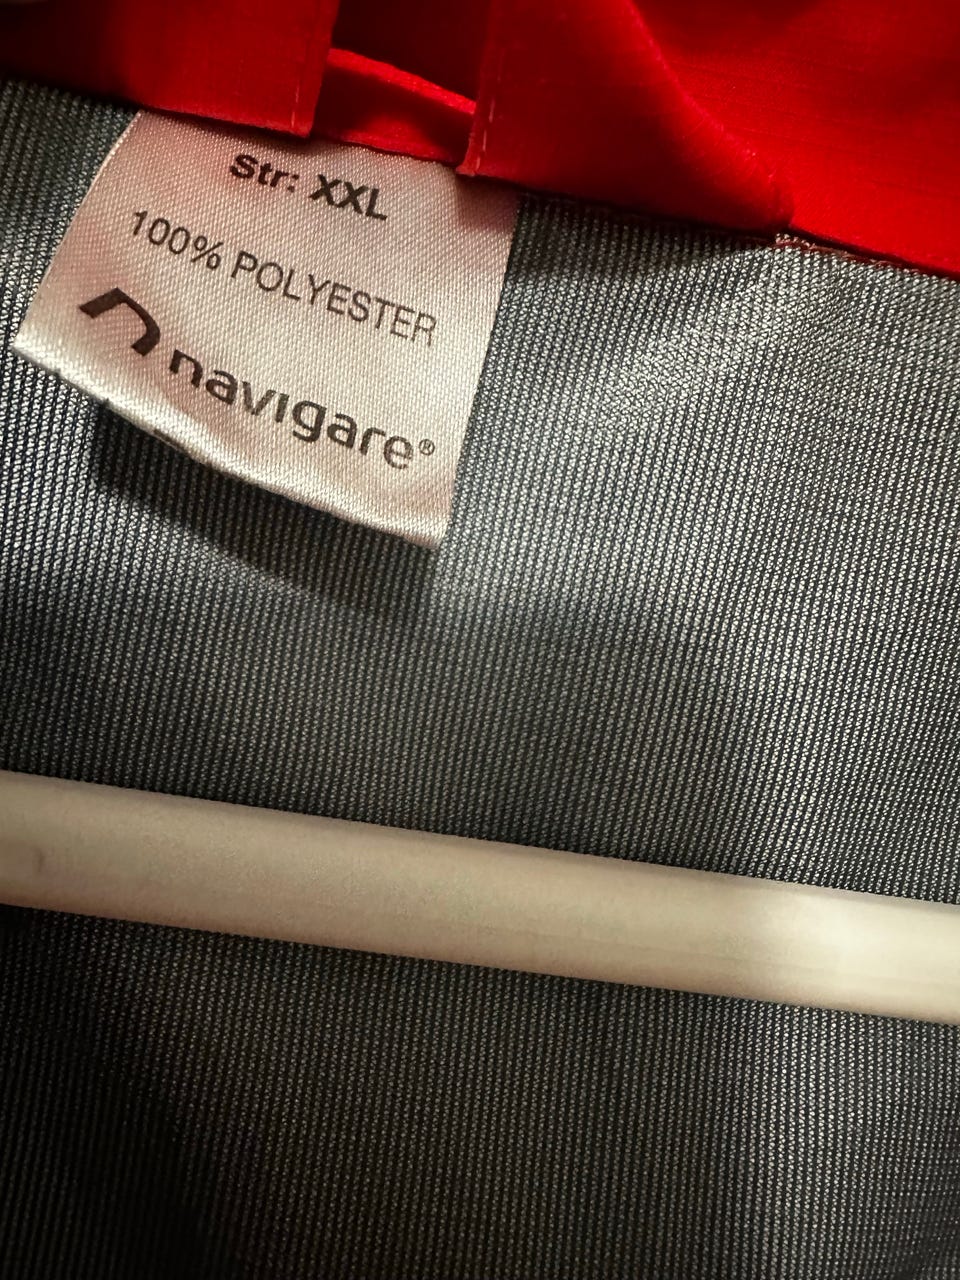 Str: XXL
100% POLYESTER
navigare®